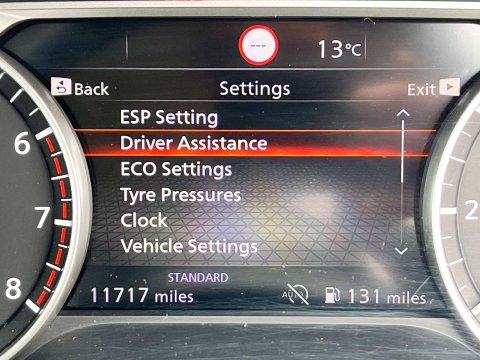 ---
13°C
Back Settings Exit
ESP Setting
Driver Assistance
ECO Settings
Tyre Pressures
Clock
Vehicle Settings
STANDARD
11717 miles 131 miles
6
7
8
2